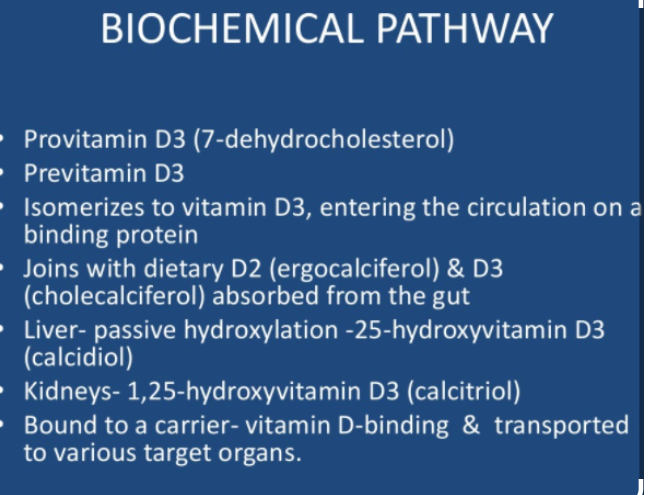 BIOCHEMICAL PATHWAY
• Provitamin D3 (7-dehydrocholesterol)
• Previtamin D3
• Isomerizes to vitamin D3, entering the circulation on a
binding protein
• Joins with dietary D2 (ergocalciferol) & D3
(cholecalciferol) absorbed from the gut
• Liver- passive hydroxylation -25-hydroxyvitamin D3
(calcidiol)
• Kidneys- 1,25-hydroxyvitamin D3 (calcitriol)
• Bound to a carrier- vitamin D-binding & transported
to various target organs.